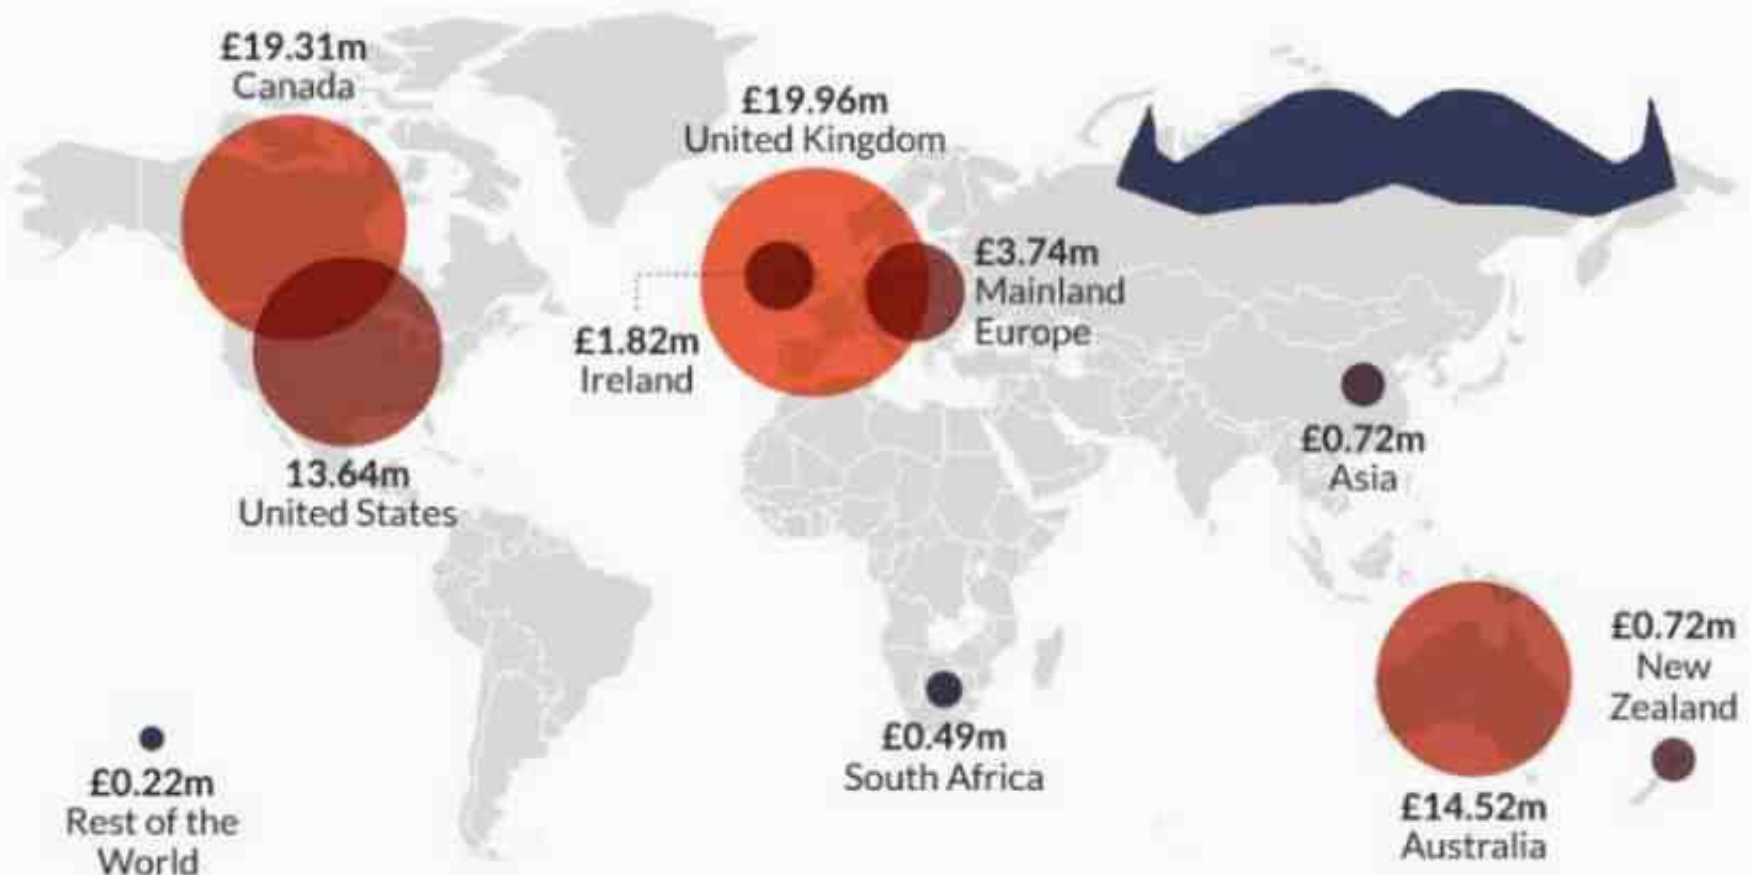 £19.31m
Canada
£19.96m
United Kingdom
£3.74m
Mainland
Europe
£1.82m
Ireland
£0.72m
Asia
13.64m
United States
£0.72m
New
Zealand
£0.49m
South Africa
£0.22m
Rest of the
World
£14.52m
Australia